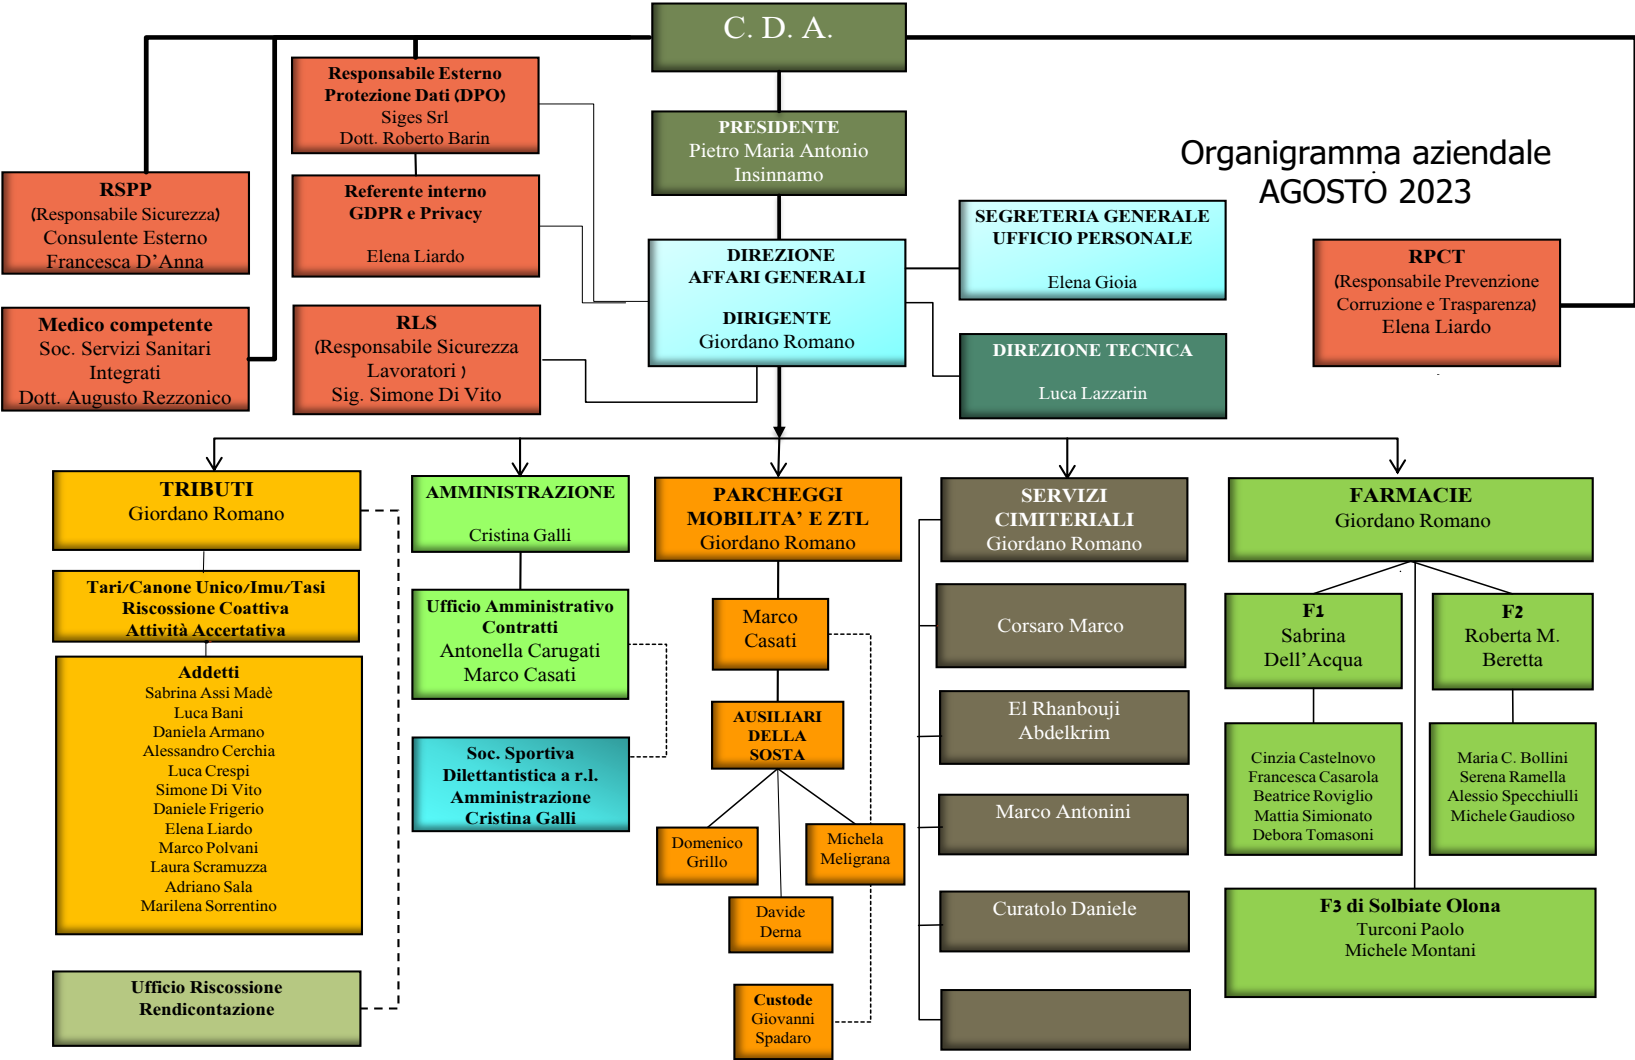 C. D. A.
Responsabile Esterno
Protezione Dati (DPO)
Siges Srl
Dott. Roberto Barin
PRESIDENTE
Pietro Maria Antonio
Insinnamo
Organigramma aziendale
AGOSTO 2023
RSPP
(Responsabile Sicurezza)
Consulente Esterno
Francesca D'Anna
Referente interno
GDPR e Privacy
Elena Liardo
DIREZIONE
AFFARI GENERALI
DIRIGENTE
Giordano Romano
SEGRETERIA GENERALE
UFFICIO PERSONALE
Elena Gioia
RPCT
(Responsabile Prevenzione
Corruzione e Trasparenza)
Elena Liardo
Medico competente
Soc. Servizi Sanitari
Integrati
Dott. Augusto Rezzonico
RLS
(Responsabile Sicurezza
Lavoratori )
Sig. Simone Di Vito
DIREZIONE TECNICA
Luca Lazzarin
TRIBUTI
Giordano Romano
Tari/Canone Unico/Imu/Tasi
Riscossione Coattiva
Attività Accertativa
Addetti
Sabrina Assi Madè
Luca Bani
Daniela Armano
Alessandro Cerchia
Luca Crespi
Simone Di Vito
Daniele Frigerio
Elena Liardo
Marco Polvani
Laura Scramuzza
Adriano Sala
Marilena Sorrentino
Ufficio Riscossione
Rendicontazione
AMMINISTRAZIONE
Cristina Galli
Ufficio Amministrativo
Contratti
Antonella Carugati
Marco Casati
Soc. Sportiva
Dilettantistica a r.l.
Amministrazione
Cristina Galli
PARCHEGGI
MOBILITA' E ZTL
Giordano Romano
Marco
Casati
AUSILIARI
DELLA
SOSTA
Domenico
Grillo
Michela
Meligrana
Davide
Derna
Custode
Giovanni
Spadaro
SERVIZI
CIMITERIALI
Giordano Romano
Corsaro Marco
El Rhanbouji
Abdelkrim
Marco Antonini
Curatolo Daniele
FARMACIE
Giordano Romano
F1
Sabrina
Dell'Acqua
F2
Roberta M.
Beretta
Cinzia Castelnovo
Francesca Casarola
Beatrice Roviglio
Mattia Simionato
Debora Tomasoni
Maria C. Bollini
Serena Ramella
Alessio Specchiulli
Michele Gaudioso
F3 di Solbiate Olona
Turconi Paolo
Michele Montani